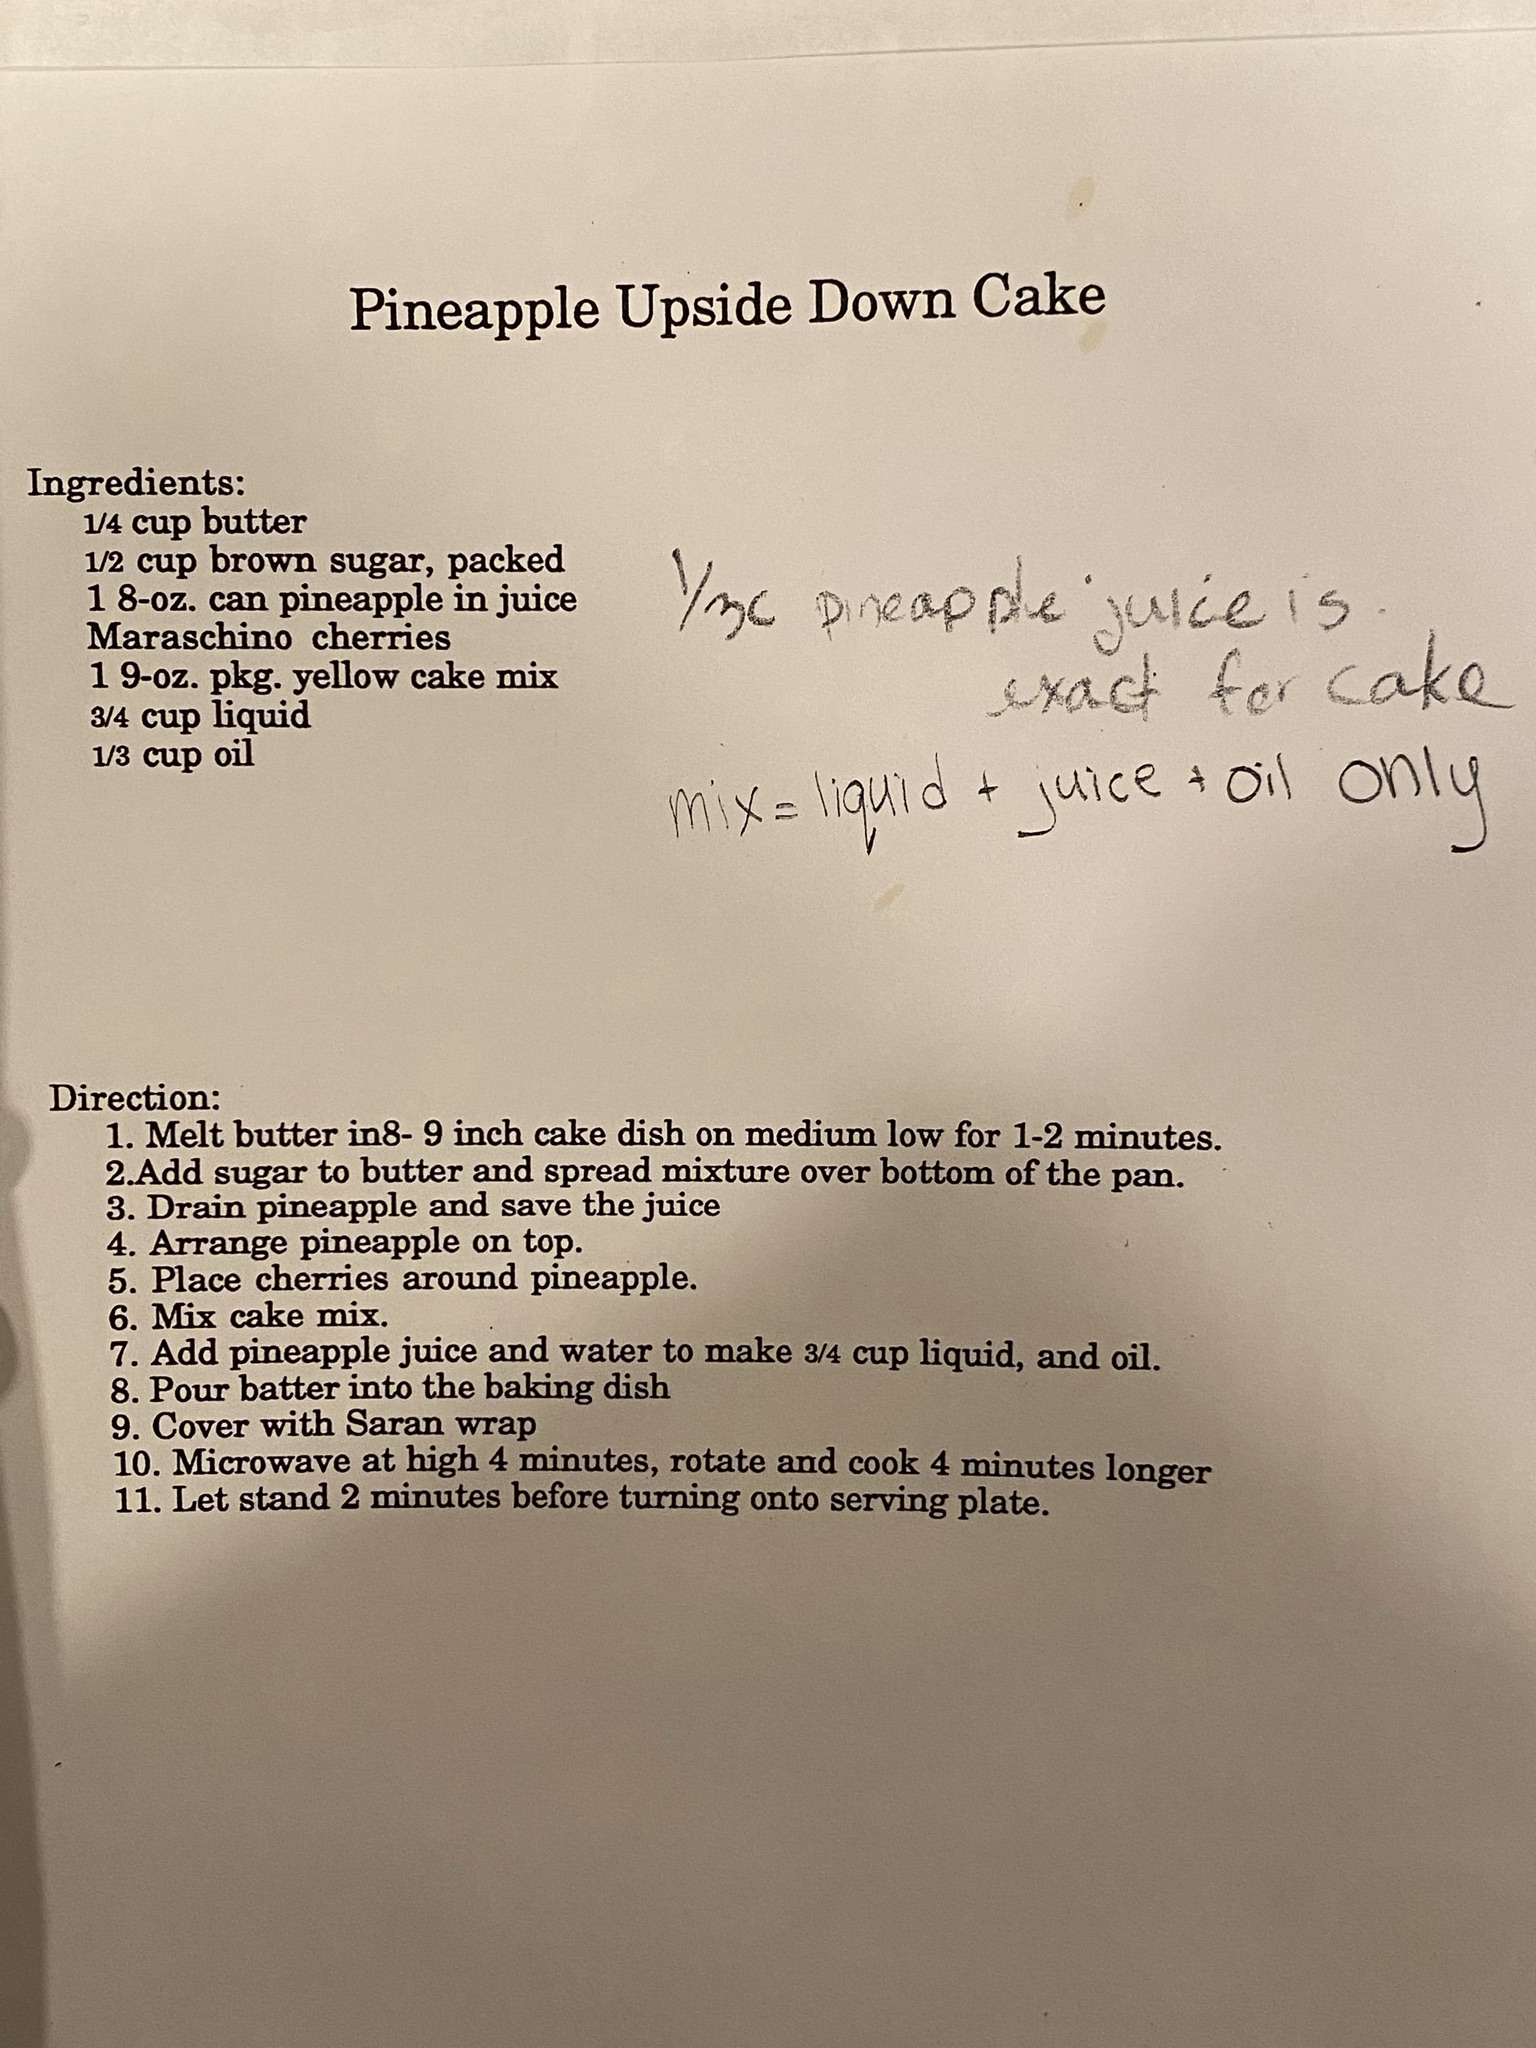 Pineapple Upside Down Cake
Ingredients:
1/4 cup butter
1/2 cup brown sugar, packed
1 8-oz. can pineapple in juice
Maraschino cherries
1 9-oz. pkg. yellow cake mix
3/4 cup liquid
1/3 cup oil
1/3c pineapple juice is
exact for cake
mix = liquid + juice + oil only
Direction:
1. Melt butter in8- 9 inch cake dish on medium low for 1-2 minutes.
2.Add sugar to butter and spread mixture over bottom of the pan.
3. Drain pineapple and save the juice
4. Arrange pineapple on top.
5. Place cherries around pineapple.
6. Mix cake mix.
7. Add pineapple juice and water to make 3/4 cup liquid, and oil.
8. Pour batter into the baking dish
9. Cover with Saran wrap
10. Microwave at high 4 minutes, rotate and cook 4 minutes longer
11. Let stand 2 minutes before turning onto serving plate.